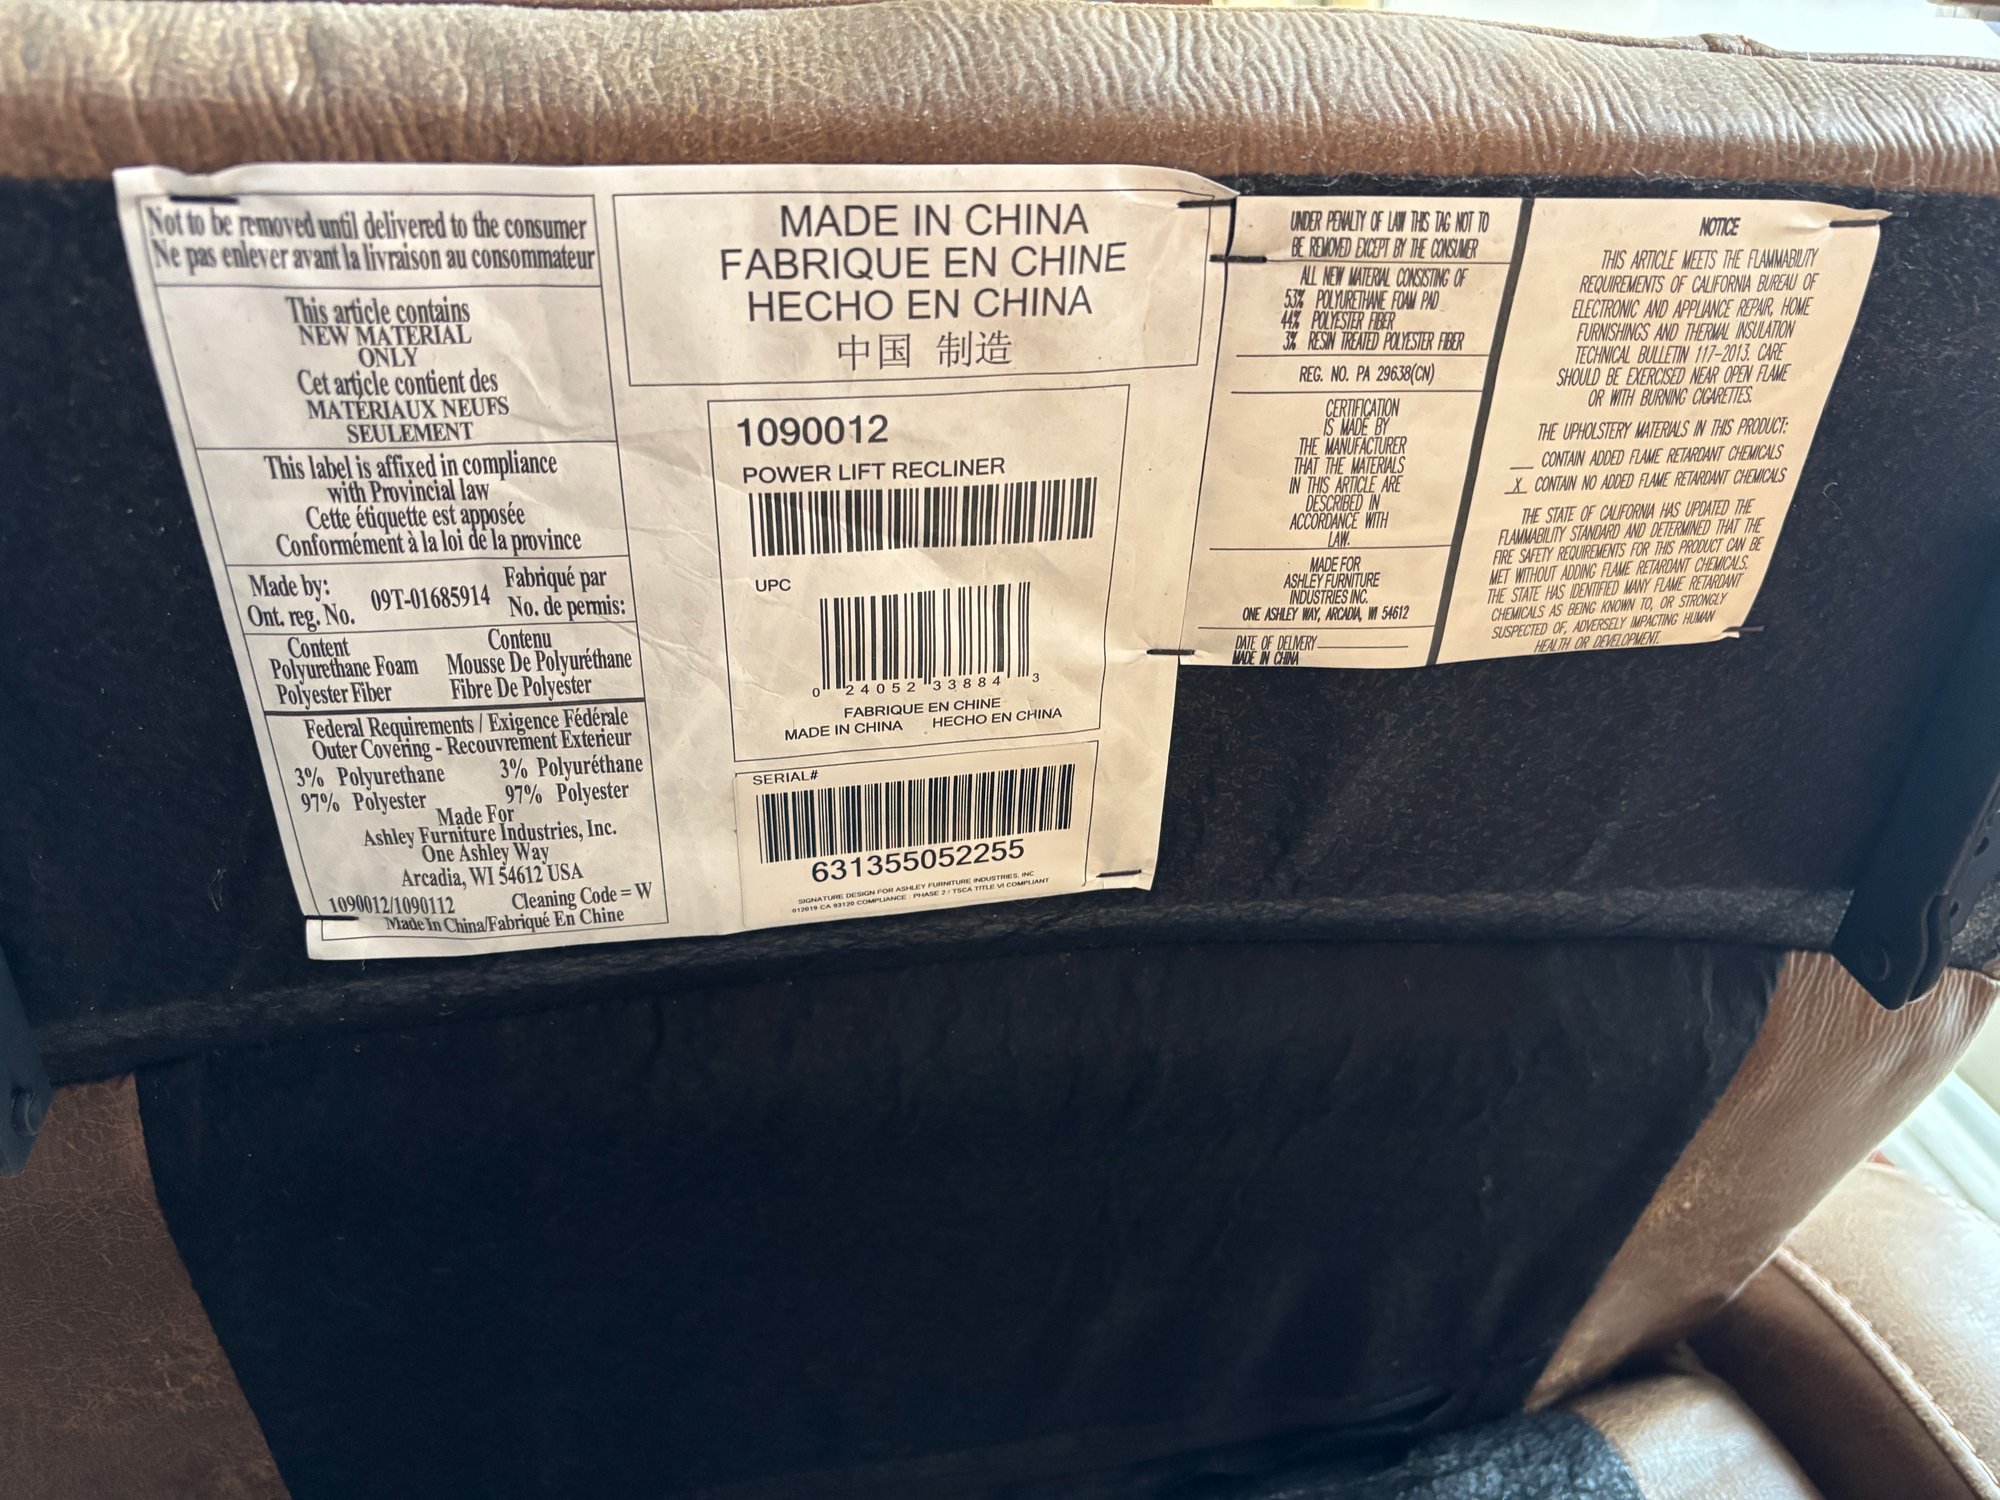 Not to be removed until delivered to the consumer
Ne pas enlever avant la livraison au consommateur
This article contains
NEW MATERIAL
ONLY
Cet article contient des
MATERIAUX NEUFS
SEULEMENT
This label is affixed in compliance
with Provincial law
Cette étiquette est apposée
Conformément à la loi de la province
Made by: Fabriqué par
Ont. reg. No. 09T-01685914 No. de permis:
Content Contenu
Polyurethane Foam Mousse De Polyuréthane
Polyester Fiber Fibre De Polyester
Federal Requirements / Exigence Fédérale
Outer Covering - Recouvrement Exterieur
3% Polyurethane 3% Polyuréthane
97% Polyester 97% Polyester
Made For
Ashley Furniture Industries, Inc.
One Ashley Way
Arcadia, WI 54612 USA
1090012/1090112 Cleaning Code = W
Made In China/Fabriqué En Chine
MADE IN CHINA
FABRIQUE EN CHINE
HECHO EN CHINA
中国 制造
1090012
POWER LIFT RECLINER
UPC
0 24052 33884 3
FABRIQUE EN CHINE
MADE IN CHINA HECHO EN CHINA
SERIAL#
631355052255
SIGNATURE DESIGN FOR ASHLEY FURNITURE INDUSTRIES, INC
012019 CA 93120 COMPLIANCE PHASE 2 / TSCA TITLE VI COMPLIANT
UNDER PENALTY OF LAW THIS TAG NOT TO
BE REMOVED EXCEPT BY THE CONSUMER
ALL NEW MATERIAL CONSISTING OF
53% POLYURETHANE FOAM PAD
44% POLYESTER FIBER
3% RESIN TREATED POLYESTER FIBER
REG. NO. PA 29638(CN)
CERTIFICATION
IS MADE BY
THE MANUFACTURER
THAT THE MATERIALS
IN THIS ARTICLE ARE
DESCRIBED IN
ACCORDANCE WITH
LAW.
MADE FOR
ASHLEY FURNITURE
INDUSTRIES INC.
ONE ASHLEY WAY, ARCADIA, WI 54612
DATE OF DELIVERY
MADE IN CHINA
NOTICE
THIS ARTICLE MEETS THE FLAMMABILITY
REQUIREMENTS OF CALIFORNIA BUREAU OF
ELECTRONIC AND APPLIANCE REPAIR, HOME
FURNISHINGS AND THERMAL INSULATION
TECHNICAL BULLETIN 117-2013. CARE
SHOULD BE EXERCISED NEAR OPEN FLAME
OR WITH BURNING CIGARETTES.
THE UPHOLSTERY MATERIALS IN THIS PRODUCT:
__ CONTAIN ADDED FLAME RETARDANT CHEMICALS
X CONTAIN NO ADDED FLAME RETARDANT CHEMICALS
THE STATE OF CALIFORNIA HAS UPDATED THE
FLAMMABILITY STANDARD AND DETERMINED THAT THE
FIRE SAFETY REQUIREMENTS FOR THIS PRODUCT CAN BE
MET WITHOUT ADDING FLAME RETARDANT CHEMICALS.
THE STATE HAS IDENTIFIED MANY FLAME RETARDANT
CHEMICALS AS BEING KNOWN TO, OR STRONGLY
SUSPECTED OF, ADVERSELY IMPACTING HUMAN
HEALTH OR DEVELOPMENT.